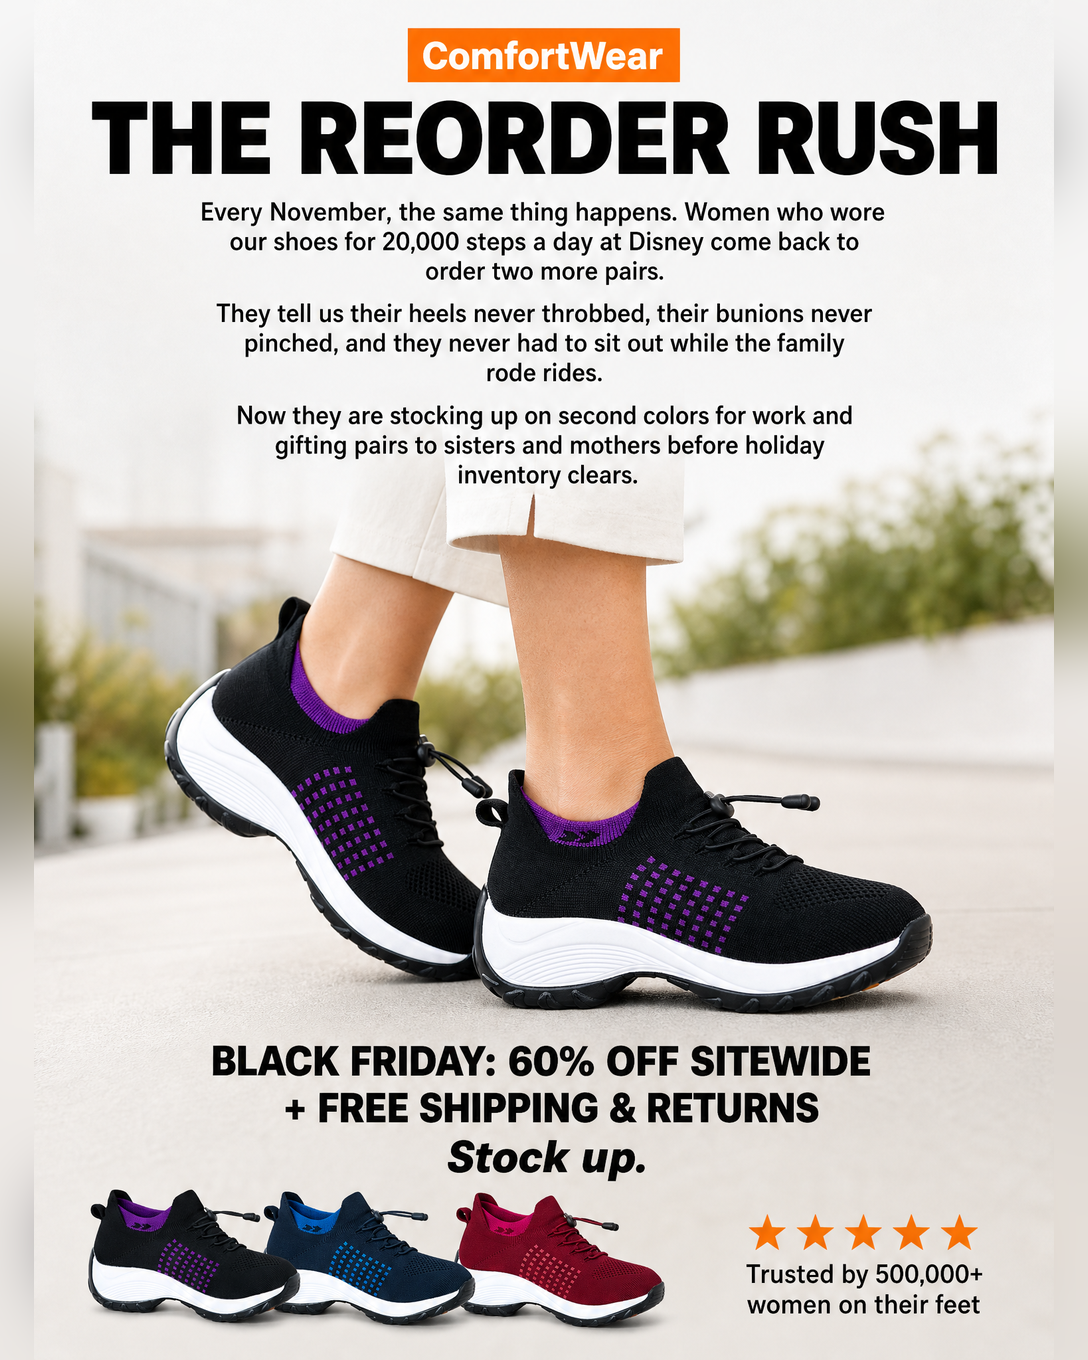 ComfortWear
THE REORDER RUSH
Every November, the same thing happens. Women who wore
our shoes for 20,000 steps a day at Disney come back to
order two more pairs.
They tell us their heels never throbbed, their bunions never
pinched, and they never had to sit out while the family
rode rides.
Now they are stocking up on second colors for work and
gifting pairs to sisters and mothers before holiday
inventory clears.
BLACK FRIDAY: 60% OFF SITEWIDE
+ FREE SHIPPING & RETURNS
Stock up.
Trusted by 500,000+
women on their feet